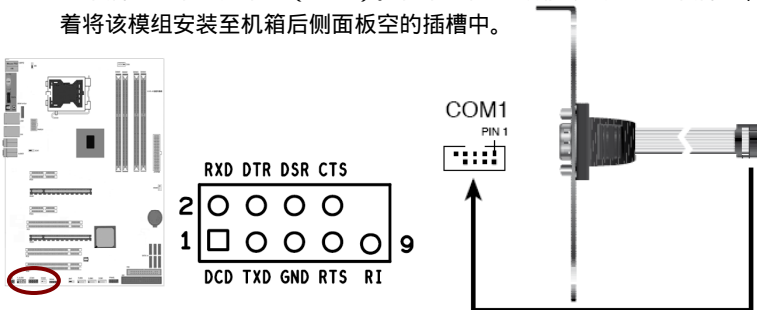 着将该模组安装至机箱后侧面板空的插槽中。
COM1
PIN 1
RXD DTR DSR CTS
2
1
9
DCD TXD GND RTS RI